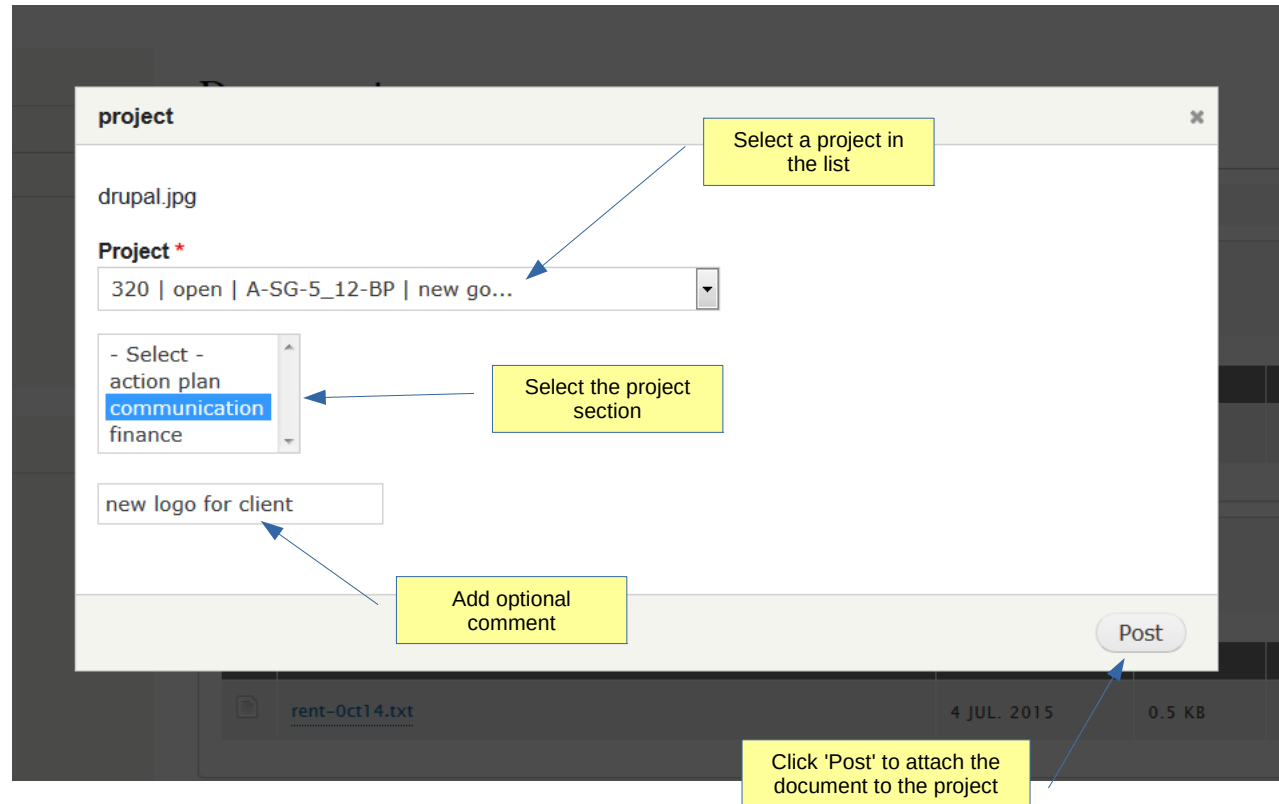 project
Select a project in
the list
drupal.jpg
Project *
320 | open | A-SG-5_12-BP | new go...
- Select -
action plan
communication
finance
Select the project
section
new logo for client
Add optional
comment
Post
rent-Oct14.txt
4 JUL. 2015
0.5 KB
Click 'Post' to attach the
document to the project